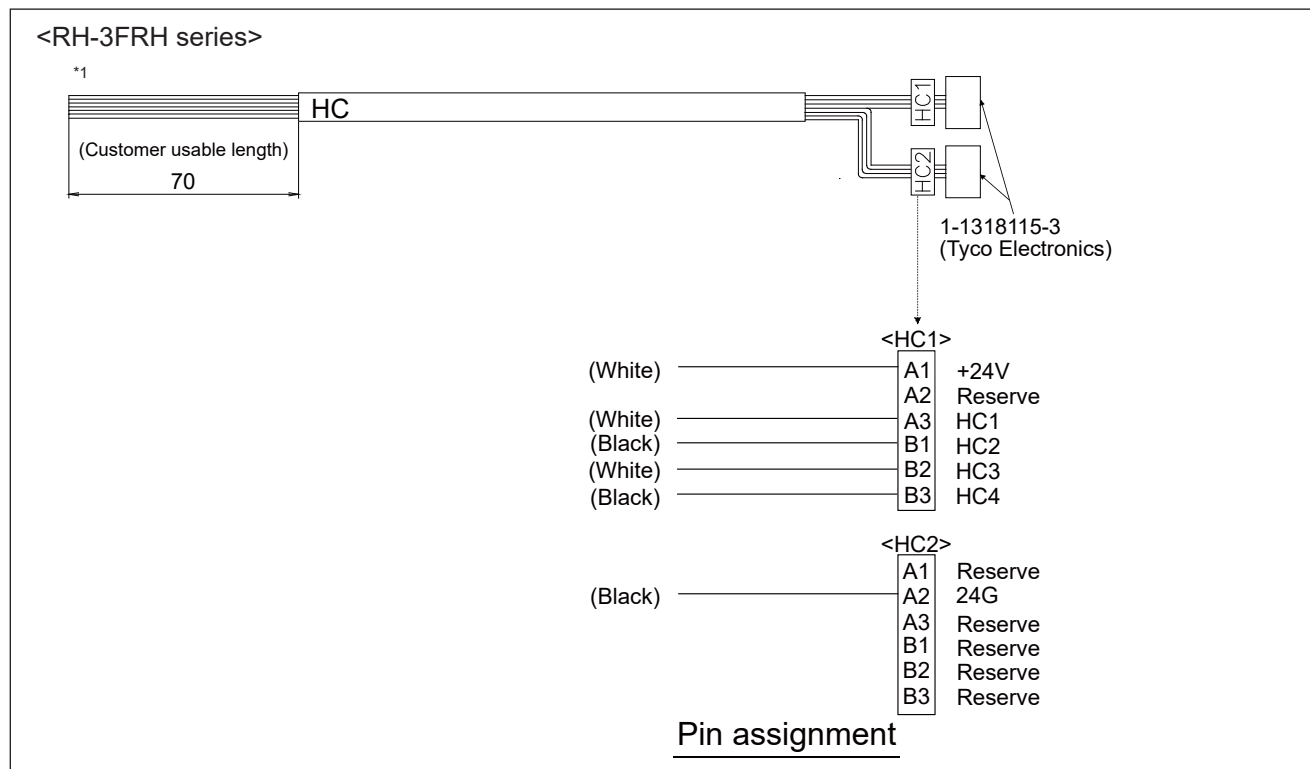 <RH-3FRH series>
*1
HC
HC1
HC2
(Customer usable length)
70
1-1318115-3
(Tyco Electronics)
<HC1>
(White) A1 +24V
A2 Reserve
(White) A3 HC1
(Black) B1 HC2
(White) B2 HC3
(Black) B3 HC4
<HC2>
A1 Reserve
(Black) A2 24G
A3 Reserve
B1 Reserve
B2 Reserve
B3 Reserve
Pin assignment